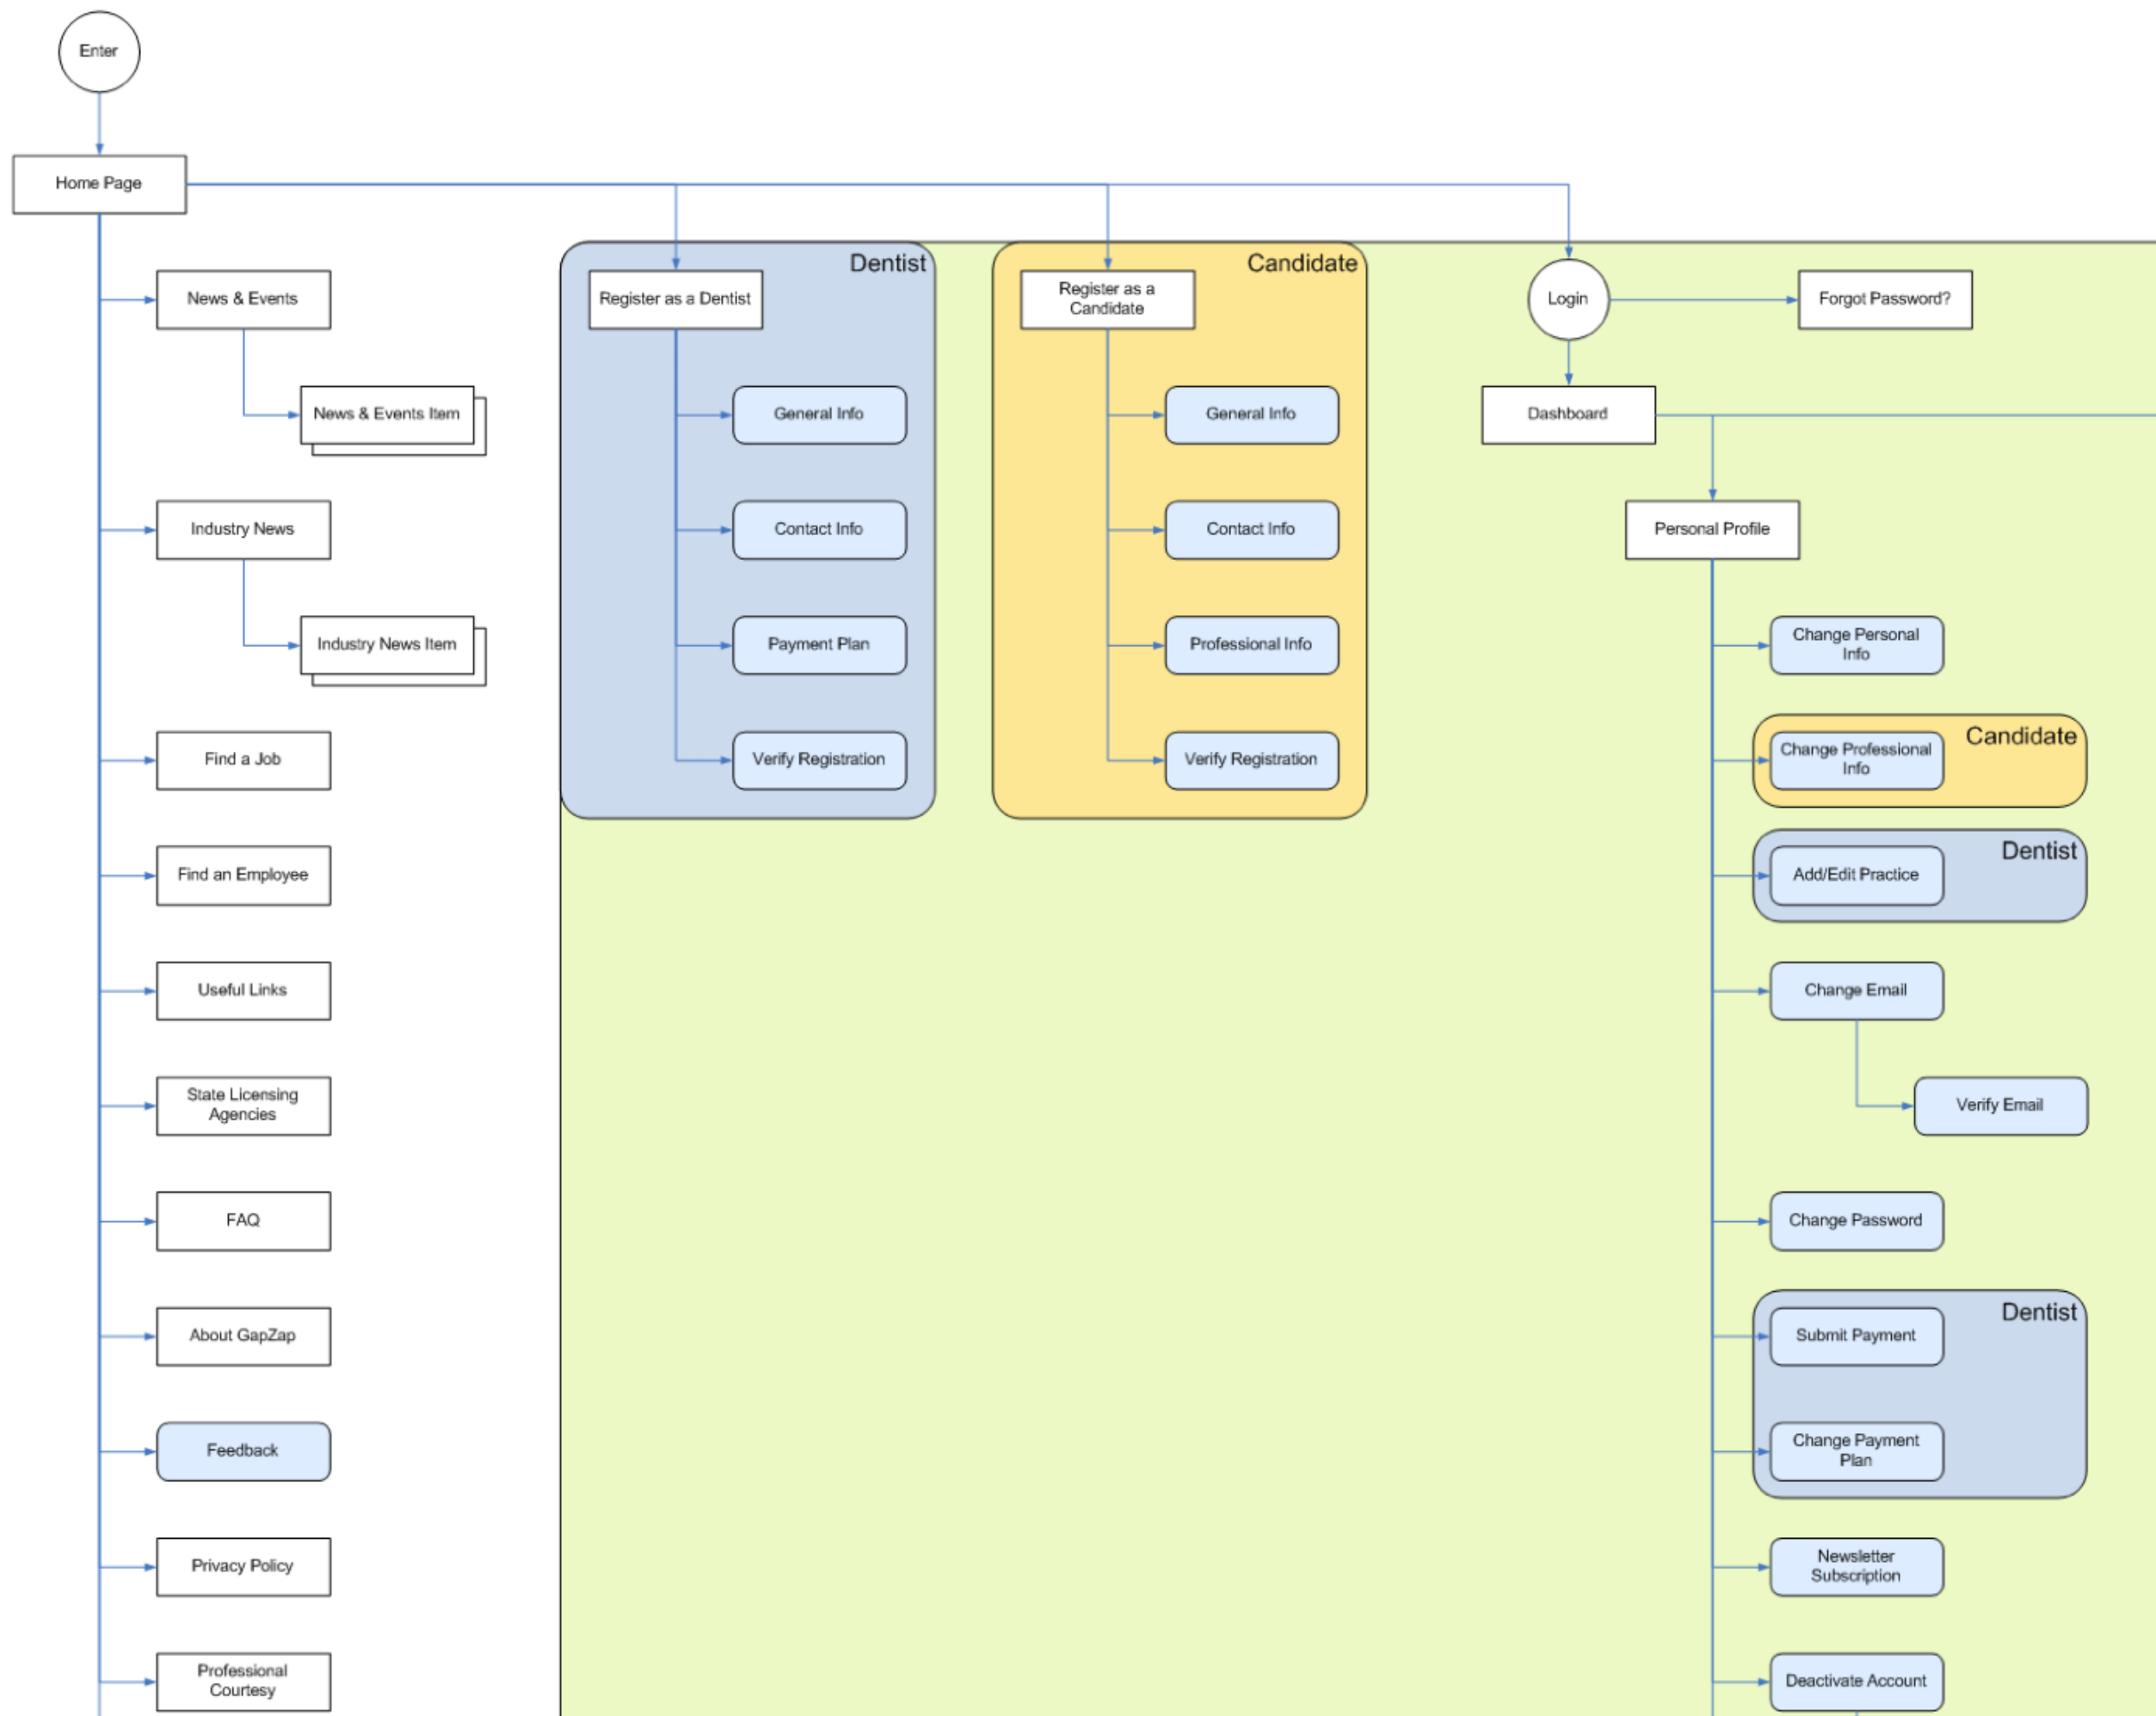 Enter
Home Page
News & Events
News & Events Item
Industry News
Industry News Item
Find a Job
Find an Employee
Useful Links
State Licensing
Agencies
FAQ
About GapZap
Feedback
Privacy Policy
Professional
Courtesy
Dentist
Register as a Dentist
General Info
Contact Info
Payment Plan
Verify Registration
Candidate
Register as a
Candidate
General Info
Contact Info
Professional Info
Verify Registration
Login
Forgot Password?
Dashboard
Personal Profile
Change Personal
Info
Candidate
Change Professional
Info
Dentist
Add/Edit Practice
Change Email
Verify Email
Change Password
Dentist
Submit Payment
Change Payment
Plan
Newsletter
Subscription
Deactivate Account